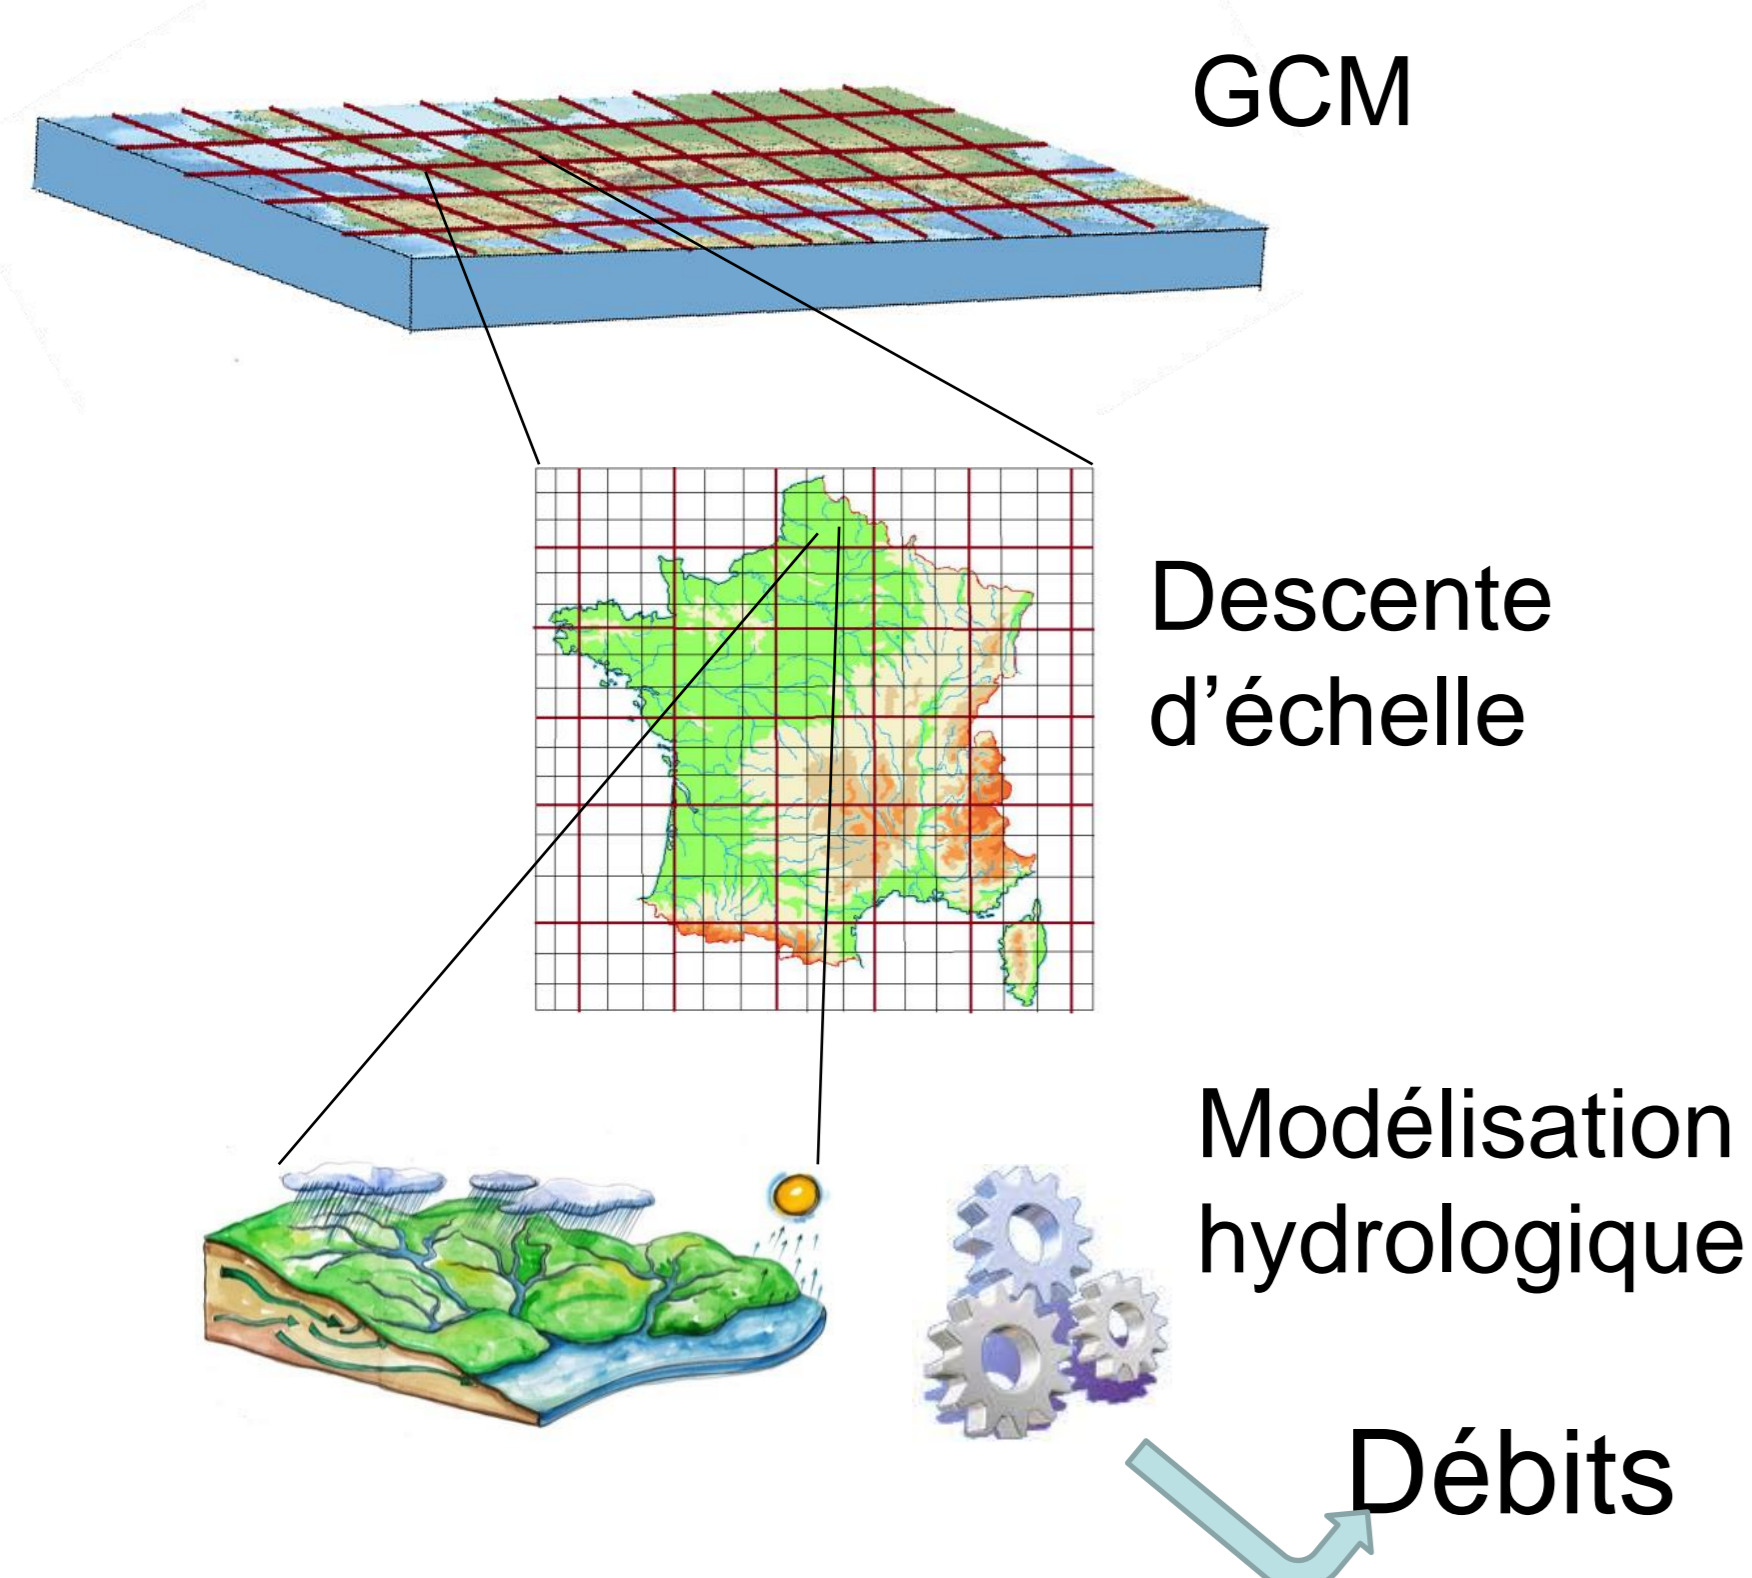 GCM
Descente
d’échelle
Modélisation
hydrologique
Débits